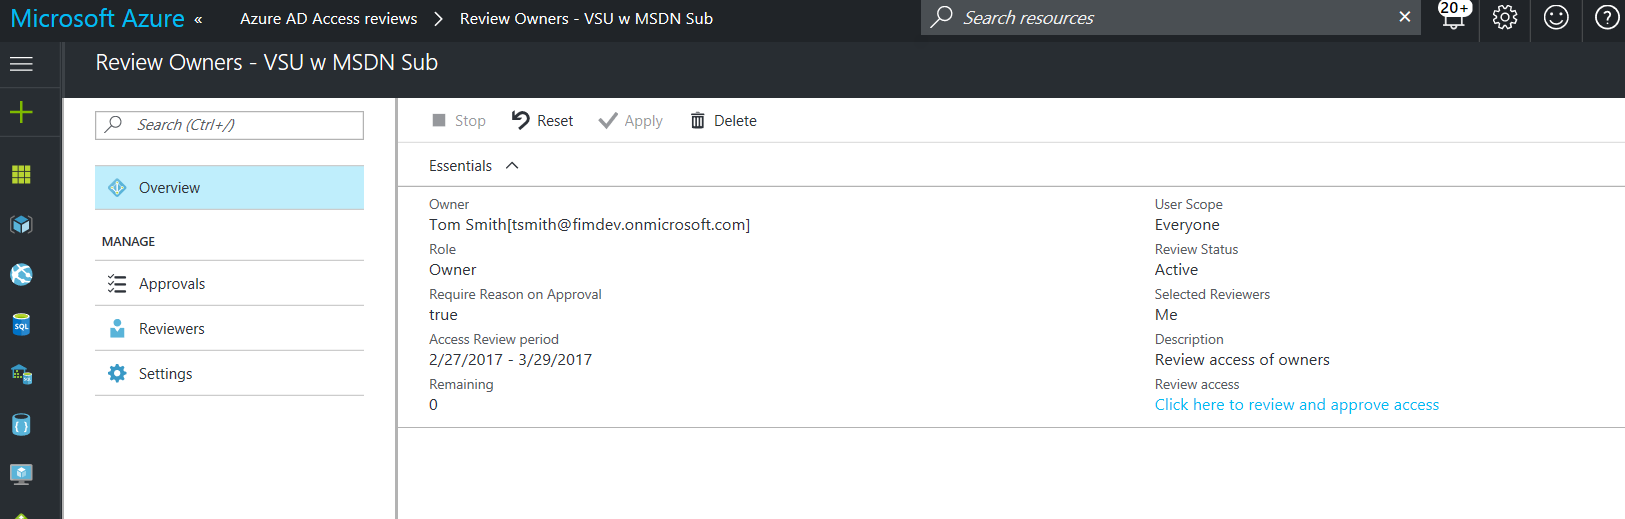 Microsoft Azure « Azure AD Access reviews > Review Owners - VSU w MSDN Sub Search resources × 20+ ?
Review Owners - VSU w MSDN Sub
Search (Ctrl+/)
Overview
MANAGE
Approvals
Reviewers
Settings
Stop Reset Apply Delete
Essentials
Owner
Tom Smith[tsmith@fimdev.onmicrosoft.com]
Role
Owner
Require Reason on Approval
true
Access Review period
2/27/2017 - 3/29/2017
Remaining
0
User Scope
Everyone
Review Status
Active
Selected Reviewers
Me
Description
Review access of owners
Review access
Click here to review and approve access
SQL